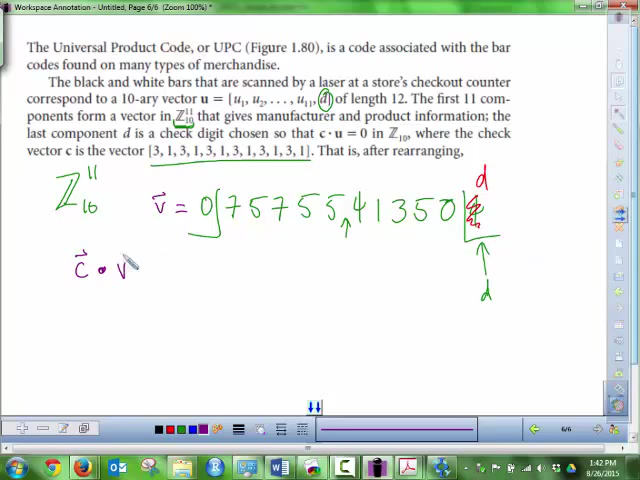 Workspace Annotation - Untitled, Page 6/6 (Zoom 100%) *
The Universal Product Code, or UPC (Figure 1.80), is a code associated with the bar
codes found on many types of merchandise.
The black and white bars that are scanned by a laser at a store's checkout counter
correspond to a 10-ary vector u = [u₁, u₂, . . . , u₁₁, d] of length 12. The first 11 com-
ponents form a vector in ℤ₁₀¹¹ that gives manufacturer and product information; the
last component d is a check digit chosen so that c · u = 0 in ℤ₁₀, where the check
vector c is the vector [3, 1, 3, 1, 3, 1, 3, 1, 3, 1, 3, 1]. That is, after rearranging,
d
ℤ₁₀¹¹ v⃗ = 0 7 5 7 5 5 5 4 1 3 5 0
c⃗ • v
d
6/6
1:42 PM
8/26/2015